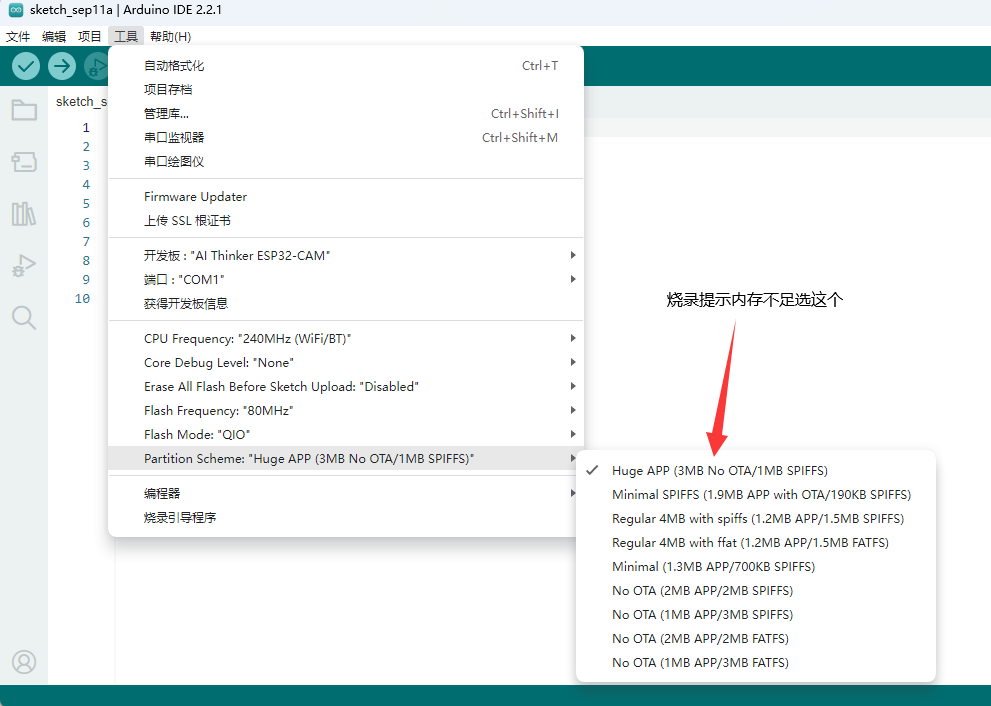 sketch_sep11a | Arduino IDE 2.2.1
文件 编辑 项目 工具 帮助(H)
sketch_s
1
2
3
4
5
6
7
8
9
10
自动格式化 Ctrl+T
项目存档
管理库... Ctrl+Shift+I
串口监视器 Ctrl+Shift+M
串口绘图仪
Firmware Updater
上传 SSL 根证书
开发板 : "AI Thinker ESP32-CAM"
端口 : "COM1"
获得开发板信息
CPU Frequency: "240MHz (WiFi/BT)"
Core Debug Level: "None"
Erase All Flash Before Sketch Upload: "Disabled"
Flash Frequency: "80MHz"
Flash Mode: "QIO"
Partition Scheme: "Huge APP (3MB No OTA/1MB SPIFFS)"
编程器
烧录引导程序
烧录提示内存不足选这个
Huge APP (3MB No OTA/1MB SPIFFS)
Minimal SPIFFS (1.9MB APP with OTA/190KB SPIFFS)
Regular 4MB with spiffs (1.2MB APP/1.5MB SPIFFS)
Regular 4MB with ffat (1.2MB APP/1.5MB FATFS)
Minimal (1.3MB APP/700KB SPIFFS)
No OTA (2MB APP/2MB SPIFFS)
No OTA (1MB APP/3MB SPIFFS)
No OTA (2MB APP/2MB FATFS)
No OTA (1MB APP/3MB FATFS)